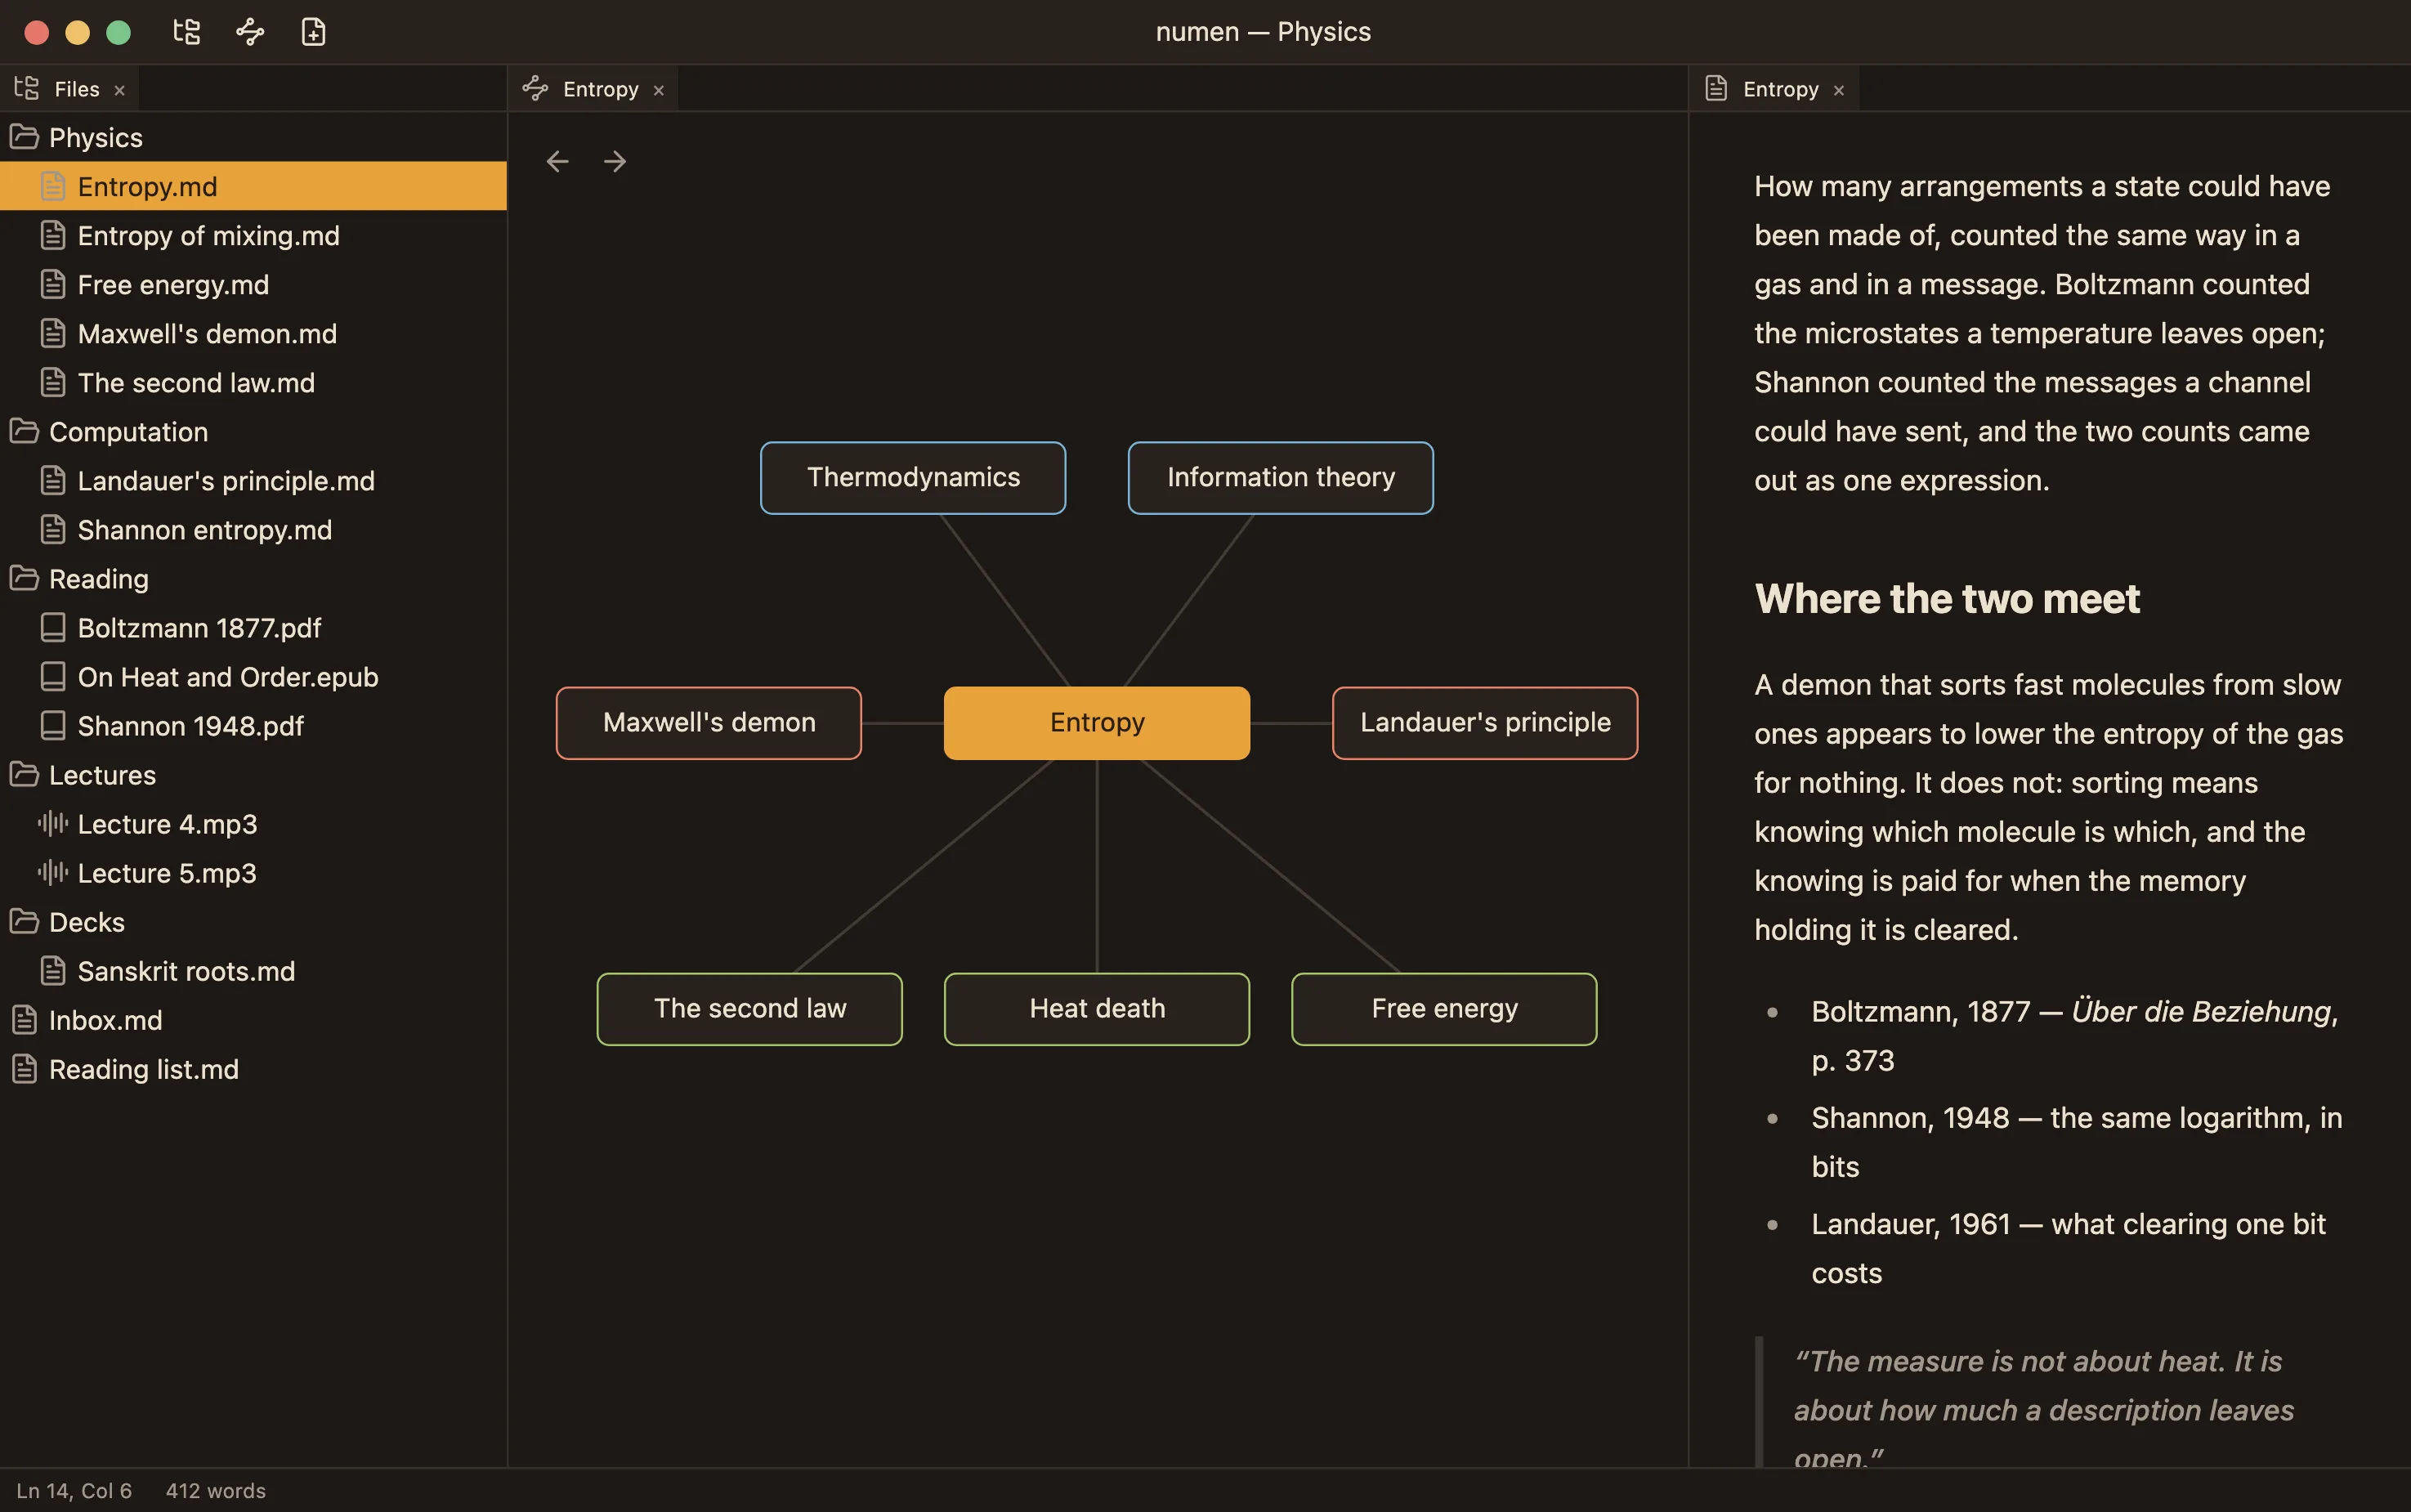 numen — Physics
Files ×
Physics
Entropy.md
Entropy of mixing.md
Free energy.md
Maxwell's demon.md
The second law.md
Computation
Landauer's principle.md
Shannon entropy.md
Reading
Boltzmann 1877.pdf
On Heat and Order.epub
Shannon 1948.pdf
Lectures
Lecture 4.mp3
Lecture 5.mp3
Decks
Sanskrit roots.md
Inbox.md
Reading list.md
Entropy ×
Thermodynamics
Information theory
Maxwell's demon
Entropy
Landauer's principle
The second law
Heat death
Free energy
Entropy ×
How many arrangements a state could have
been made of, counted the same way in a
gas and in a message. Boltzmann counted
the microstates a temperature leaves open;
Shannon counted the messages a channel
could have sent, and the two counts came
out as one expression.
Where the two meet
A demon that sorts fast molecules from slow
ones appears to lower the entropy of the gas
for nothing. It does not: sorting means
knowing which molecule is which, and the
knowing is paid for when the memory
holding it is cleared.
• Boltzmann, 1877 — Über die Beziehung,
p. 373
• Shannon, 1948 — the same logarithm, in
bits
• Landauer, 1961 — what clearing one bit
costs
“The measure is not about heat. It is
about how much a description leaves
open.”
Ln 14, Col 6
412 words